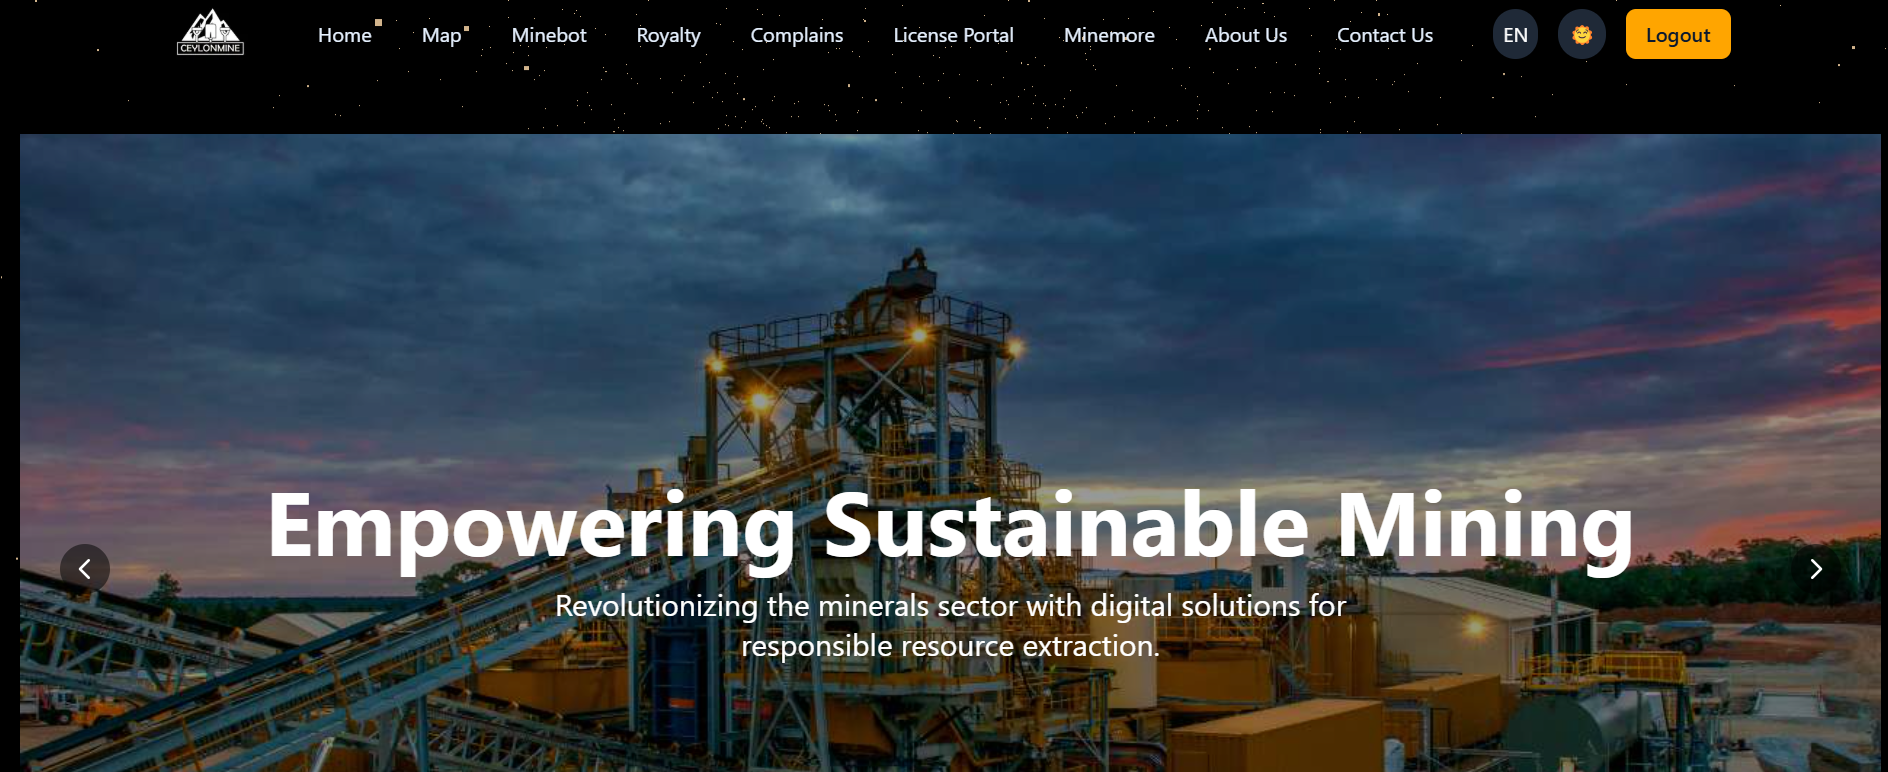 CEYLONMINE
Home Map Minebot Royalty Complains License Portal Minemore About Us Contact Us EN Logout
Empowering Sustainable Mining
Revolutionizing the minerals sector with digital solutions for
responsible resource extraction.